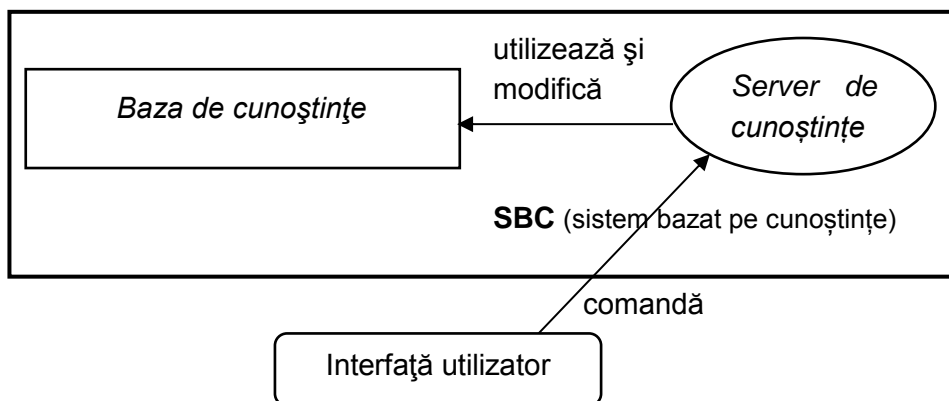 utilizează şi
modifică
Baza de cunoştinţe
Server de
cunoștințe
SBC (sistem bazat pe cunoștințe)
comandă
Interfaţă utilizator